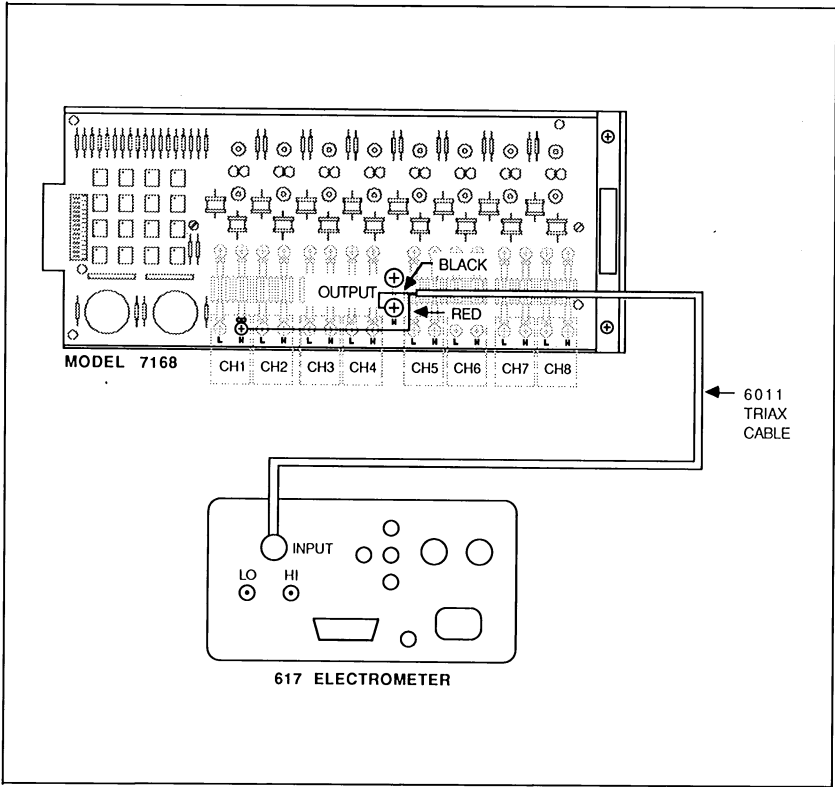 BLACK
OUTPUT
H
RED
L H L H L H L H L H L H L H L H
MODEL 7168
CH1 CH2 CH3 CH4 CH5 CH6 CH7 CH8
6011
TRIAX
CABLE
INPUT
LO HI
617 ELECTROMETER